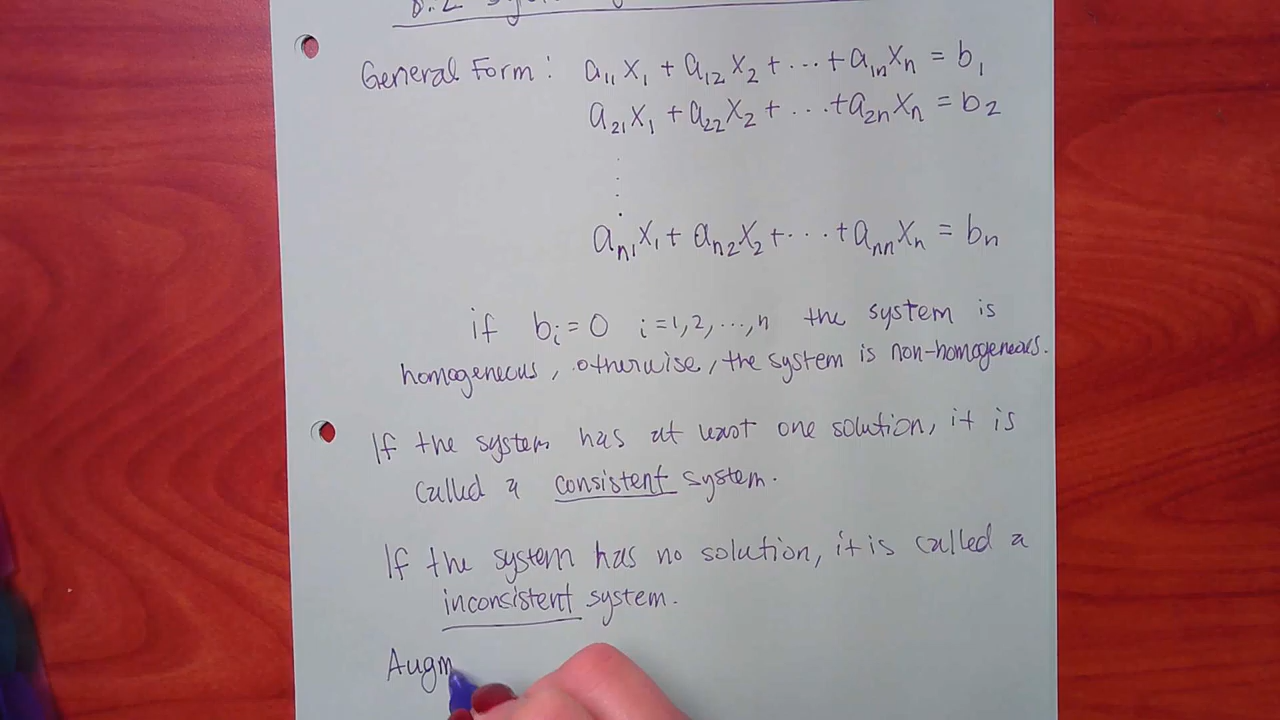 General Form: a₁₁x₁ + a₁₂x₂ + ... + a₁ₙxₙ = b₁
a₂₁x₁ + a₂₂x₂ + ... + a₂ₙxₙ = b₂
⋮
aₙ₁x₁ + aₙ₂x₂ + ... + aₙₙxₙ = bₙ
if bᵢ = 0 i = 1, 2, ..., n the system is
homogeneous, otherwise, the system is non-homogeneous.
If the system has at least one solution, it is
called a consistent system.
If the system has no solution, it is called a
inconsistent system.
Augm